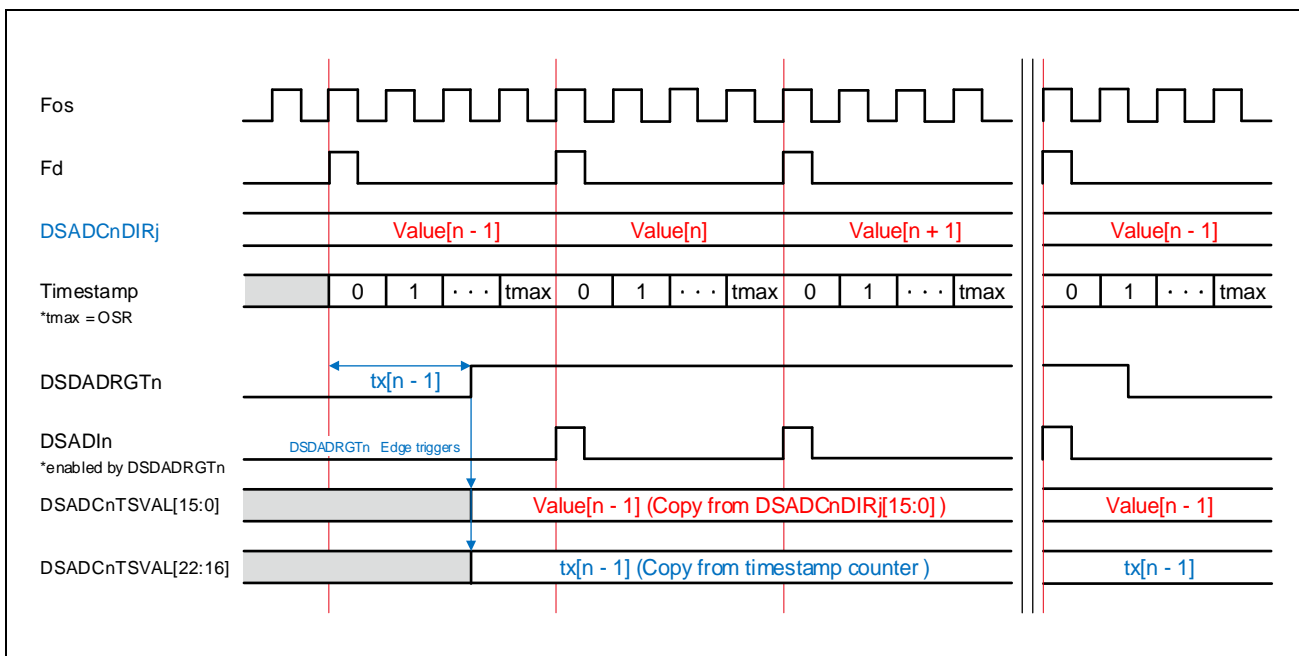 Fos
Fd
DSADCnDIRj Value[n - 1] Value[n] Value[n + 1] Value[n - 1]
Timestamp 0 1 · · · tmax 0 1 · · · tmax 0 1 · · · tmax 0 1 · · · tmax
*tmax = OSR
DSDADRGTn tx[n - 1]
DSADIn DSDADRGTn Edge triggers
*enabled by DSDADRGTn
DSADCnTSVAL[15:0] Value[n - 1] (Copy from DSADCnDIRj[15:0] ) Value[n - 1]
DSADCnTSVAL[22:16] tx[n - 1] (Copy from timestamp counter ) tx[n - 1]